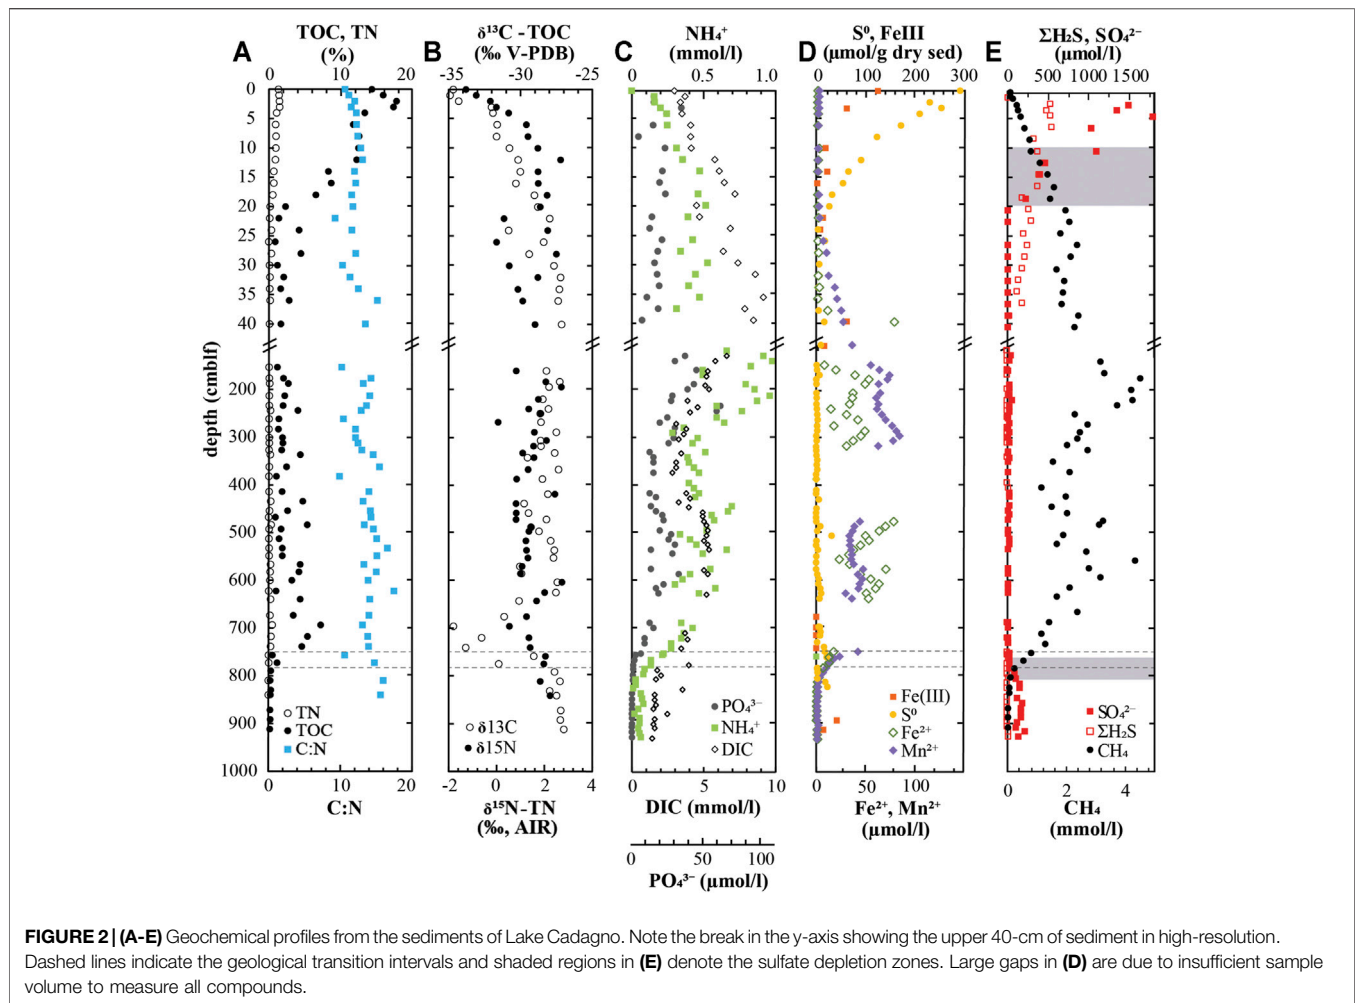 A
TOC, TN
(%)
0 10 20
B
δ¹³C -TOC
(‰ V-PDB)
-35 -30 -25
C
NH₄⁺
(mmol/l)
0 0.5 1.0
D
S⁰, FeIII
(µmol/g dry sed)
0 100 200 300
E
ΣH₂S, SO₄²⁻
(µmol/l)
0 500 1000 1500
depth (cmblf)
0
5
10
15
20
25
30
35
40
200
300
400
500
600
700
800
900
1000
TN
TOC
C:N
δ13C
δ15N
PO₄³⁻
NH₄⁺
DIC
Fe(III)
S⁰
Fe²⁺
Mn²⁺
SO₄²⁻
ΣH₂S
CH₄
0 10 20
C:N
-2 0 2 4
δ¹⁵N-TN
(‰, AIR)
0 5 10
DIC (mmol/l)
0 50 100
PO₄³⁻ (µmol/l)
0 100 200
Fe²⁺, Mn²⁺
(µmol/l)
0 2 4
CH₄
(mmol/l)
FIGURE 2 | (A-E) Geochemical profiles from the sediments of Lake Cadagno. Note the break in the y-axis showing the upper 40-cm of sediment in high-resolution.
Dashed lines indicate the geological transition intervals and shaded regions in (E) denote the sulfate depletion zones. Large gaps in (D) are due to insufficient sample
volume to measure all compounds.